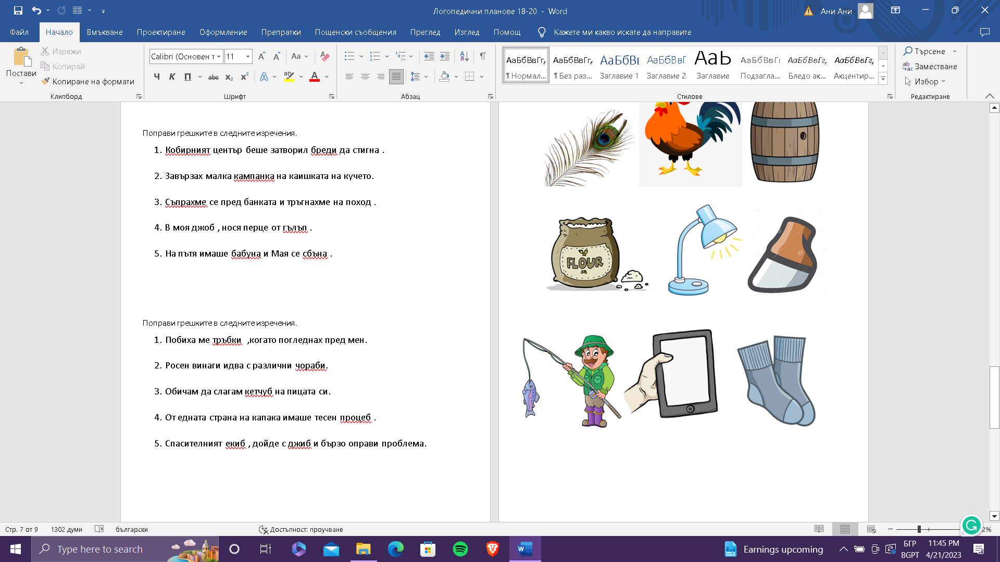 Логопедични планове 18-20 - Word
Ани Ани
Файл
Начало
Вмъкване
Проектиране
Оформление
Препратки
Пощенски съобщения
Преглед
Изглед
Помощ
Кажете ми какво искате да направите
Постави
Изрежи
Копирай
Копиране на формати
Клипборд
Calibri (Основен т
11
Шрифт
Абзац
АаБбВвГг,
¶ Нормал...
АаБбВвГг,
¶ Без раз...
АаБбВı
Заглавие 1
АаБбВвГ
Заглавие 2
АаЬ
Заглавие
АаБбВвГı
Подзагла...
АаБбВвГг,
Бледо ак...
АаБбВвГг,
Акцентир...
Стилове
Търсене
Заместване
Избор
Редактиране
Поправи грешките в следните изречения.
1. Кобирният център беше затворил бреди да стигна .
2. Завързах малка кампанка на каишката на кучето.
3. Съпрахме се пред банката и тръгнахме на поход .
4. В моя джоб , нося перце от гълъп .
5. На пътя имаше бабуна и Мая се сбъна .
Поправи грешките в следните изречения.
1. Побиха ме тръбки ,когато погледнах пред мен.
2. Росен винаги идва с различни чораби.
3. Обичам да слагам кетчуб на пицата си.
4. От едната страна на капака имаше тесен процеб .
5. Спасителният екиб , дойде с джиб и бързо оправи проблема.
FLOUR
Стр. 7 от 9
1302 думи
български
Достъпност: проучване
2%
Type here to search
Earnings upcoming
БГР
BGPT
11:45 PM
4/21/2023